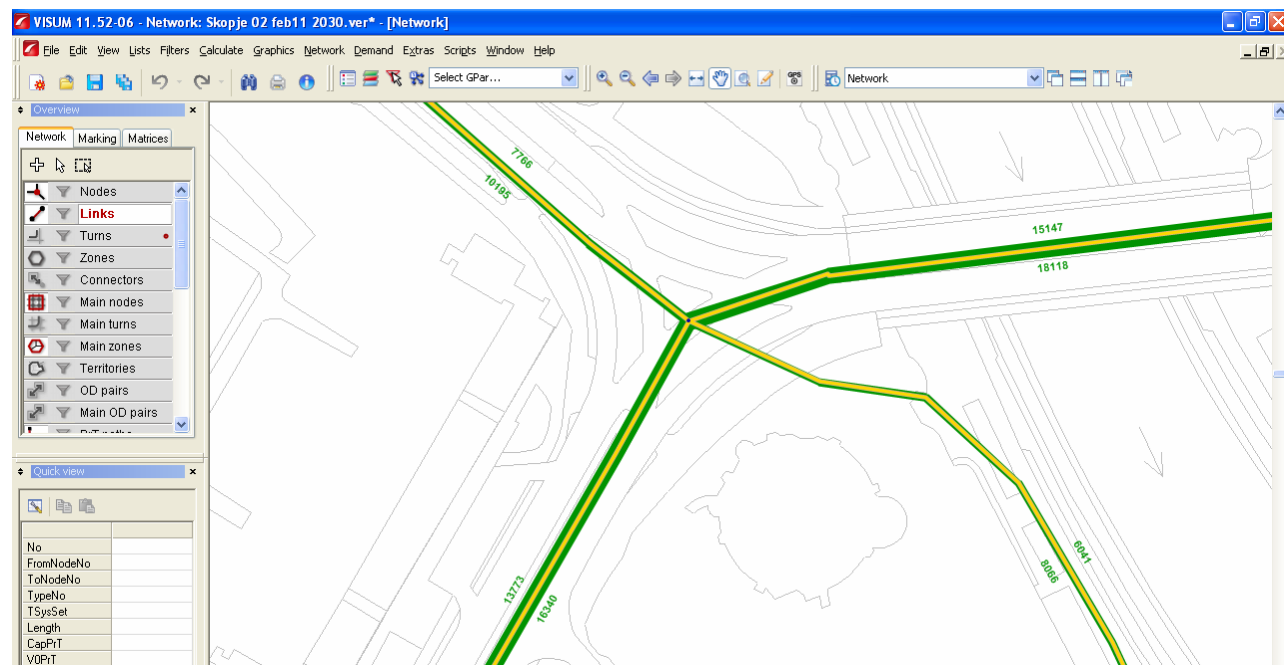 VISUM 11.52-06 - Network: Skopje 02 feb11 2030.ver* - [Network]
File Edit View Lists Filters Calculate Graphics Network Demand Extras Scripts Window Help
Select GPar...
GPS
Network
Overview
Network Marking Matrices
Nodes
Links
Turns
Zones
Connectors
Main nodes
Main turns
Main zones
Territories
OD pairs
Main OD pairs
Quick view
No
FromNodeNo
ToNodeNo
TypeNo
TSysSet
Length
CapPrT
V0PrT
7766
10195
15147
18118
13773
16340
6041
8066